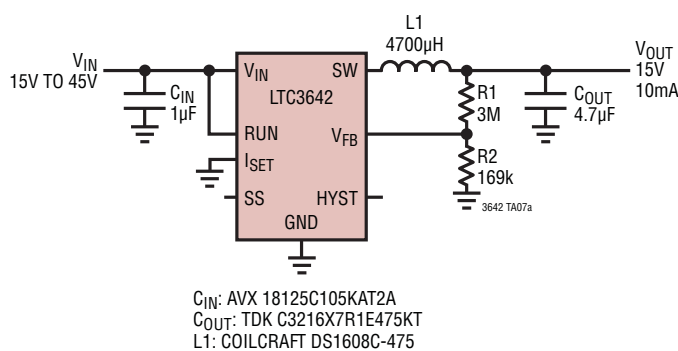 L1
4700µH
VIN
15V TO 45V
CIN
1µF
VIN
SW
LTC3642
RUN
VFB
ISET
SS
HYST
GND
R1
3M
R2
169k
COUT
4.7µF
VOUT
15V
10mA
3642 TA07a
CIN: AVX 18125C105KAT2A
COUT: TDK C3216X7R1E475KT
L1: COILCRAFT DS1608C-475